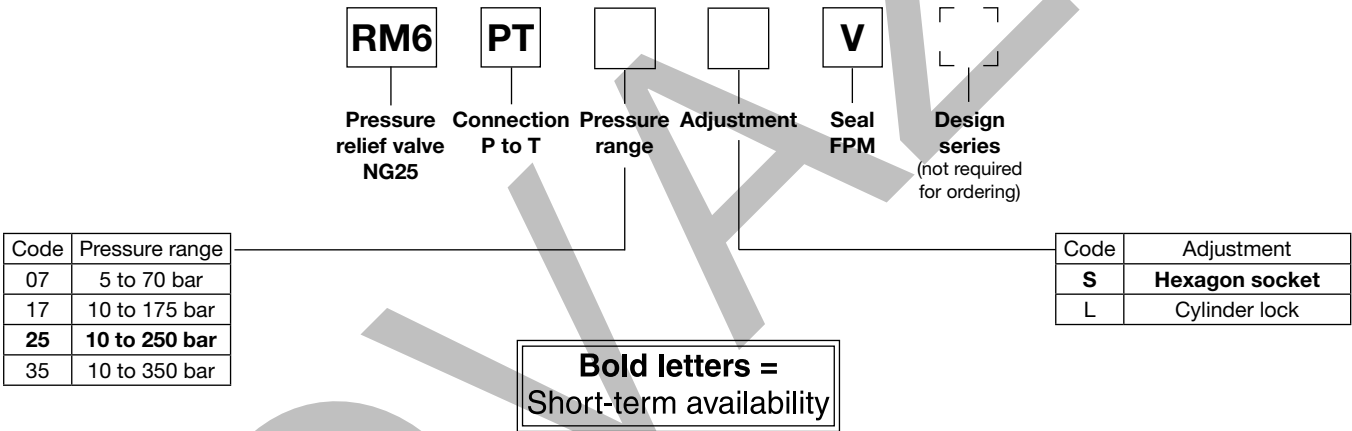 RM6 PT V
Pressure relief valve NG25
Connection P to T
Pressure range
Adjustment
Seal FPM
Design series (not required for ordering)
Code Pressure range
07 5 to 70 bar
17 10 to 175 bar
25 10 to 250 bar
35 10 to 350 bar
Code Adjustment
S Hexagon socket
L Cylinder lock
Bold letters =
Short-term availability